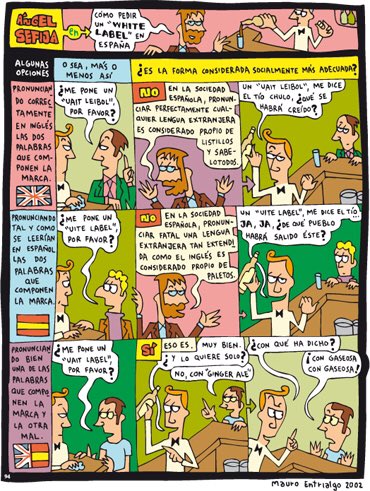 ÁNGEL
SEFIJA
en
CÓMO PEDIR
UN "WHITE
LABEL" EN
ESPAÑA
ALGUNAS
OPCIONES
O SEA, MÁS O
MENOS ASÍ
¿ES LA FORMA CONSIDERADA SOCIALMENTE MÁS ADECUADA?
PRONUNCIAN
DO CORREC-
TAMENTE
EN INGLÉS
LAS DOS
PALABRAS
QUE COM-
PONEN LA
MARCA.
¿ME PONE UN
"UAIT LEIBOL",
POR FAVOR?
No
EN LA SOCIEDAD
ESPAÑOLA, PRONUN-
CIAR PERFECTAMENTE CUAL-
QUIER LENGUA EXTRANJERA
ES CONSIDERADO PROPIO DE
LISTILLOS
Y SABE-
LOTODOS.
UN "UAIT LEIBOL", ME DICE
EL TÍO CHULO, ¿QUÉ SE
HABRÁ CREÍDO?
PRONUNCIANDO
TAL Y COMO
SE LEERÍAN
EN ESPAÑOL
LAS DOS
PALABRAS
QUE
COMPONEN
LA MARCA.
¿ME PONE UN
"UITE LABEL",
POR FAVOR?
No
EN LA SOCIEDAD
ESPAÑOLA, PRONUN-
CIAR FATAL UNA LENGUA
EXTRANJERA TAN EXTENDI-
DA COMO EL INGLÉS ES
CONSIDERADO PROPIO DE
PALETOS.
UN "UITE LABEL", ME DICE EL TÍO...
JA, JA, ¿DE QUÉ PUEBLO
HABRÁ SALIDO ÉSTE?
PRONUNCIAN
DO BIEN
UNA DE LAS
PALABRAS
QUE COMPO
NEN LA
MARCA Y
LA OTRA
MAL.
¿ME PONE UN
"UAIT LABEL",
POR FAVOR?
Sí
ESO ES. MUY BIEN.
¿Y LO QUIERE SOLO?
NO, CON "GINGER ALE"
¿CON QUÉ HA DICHO?
¡CON GASEOSA
CON GASEOSA!
94
MAURO ENTRIALGO 2002